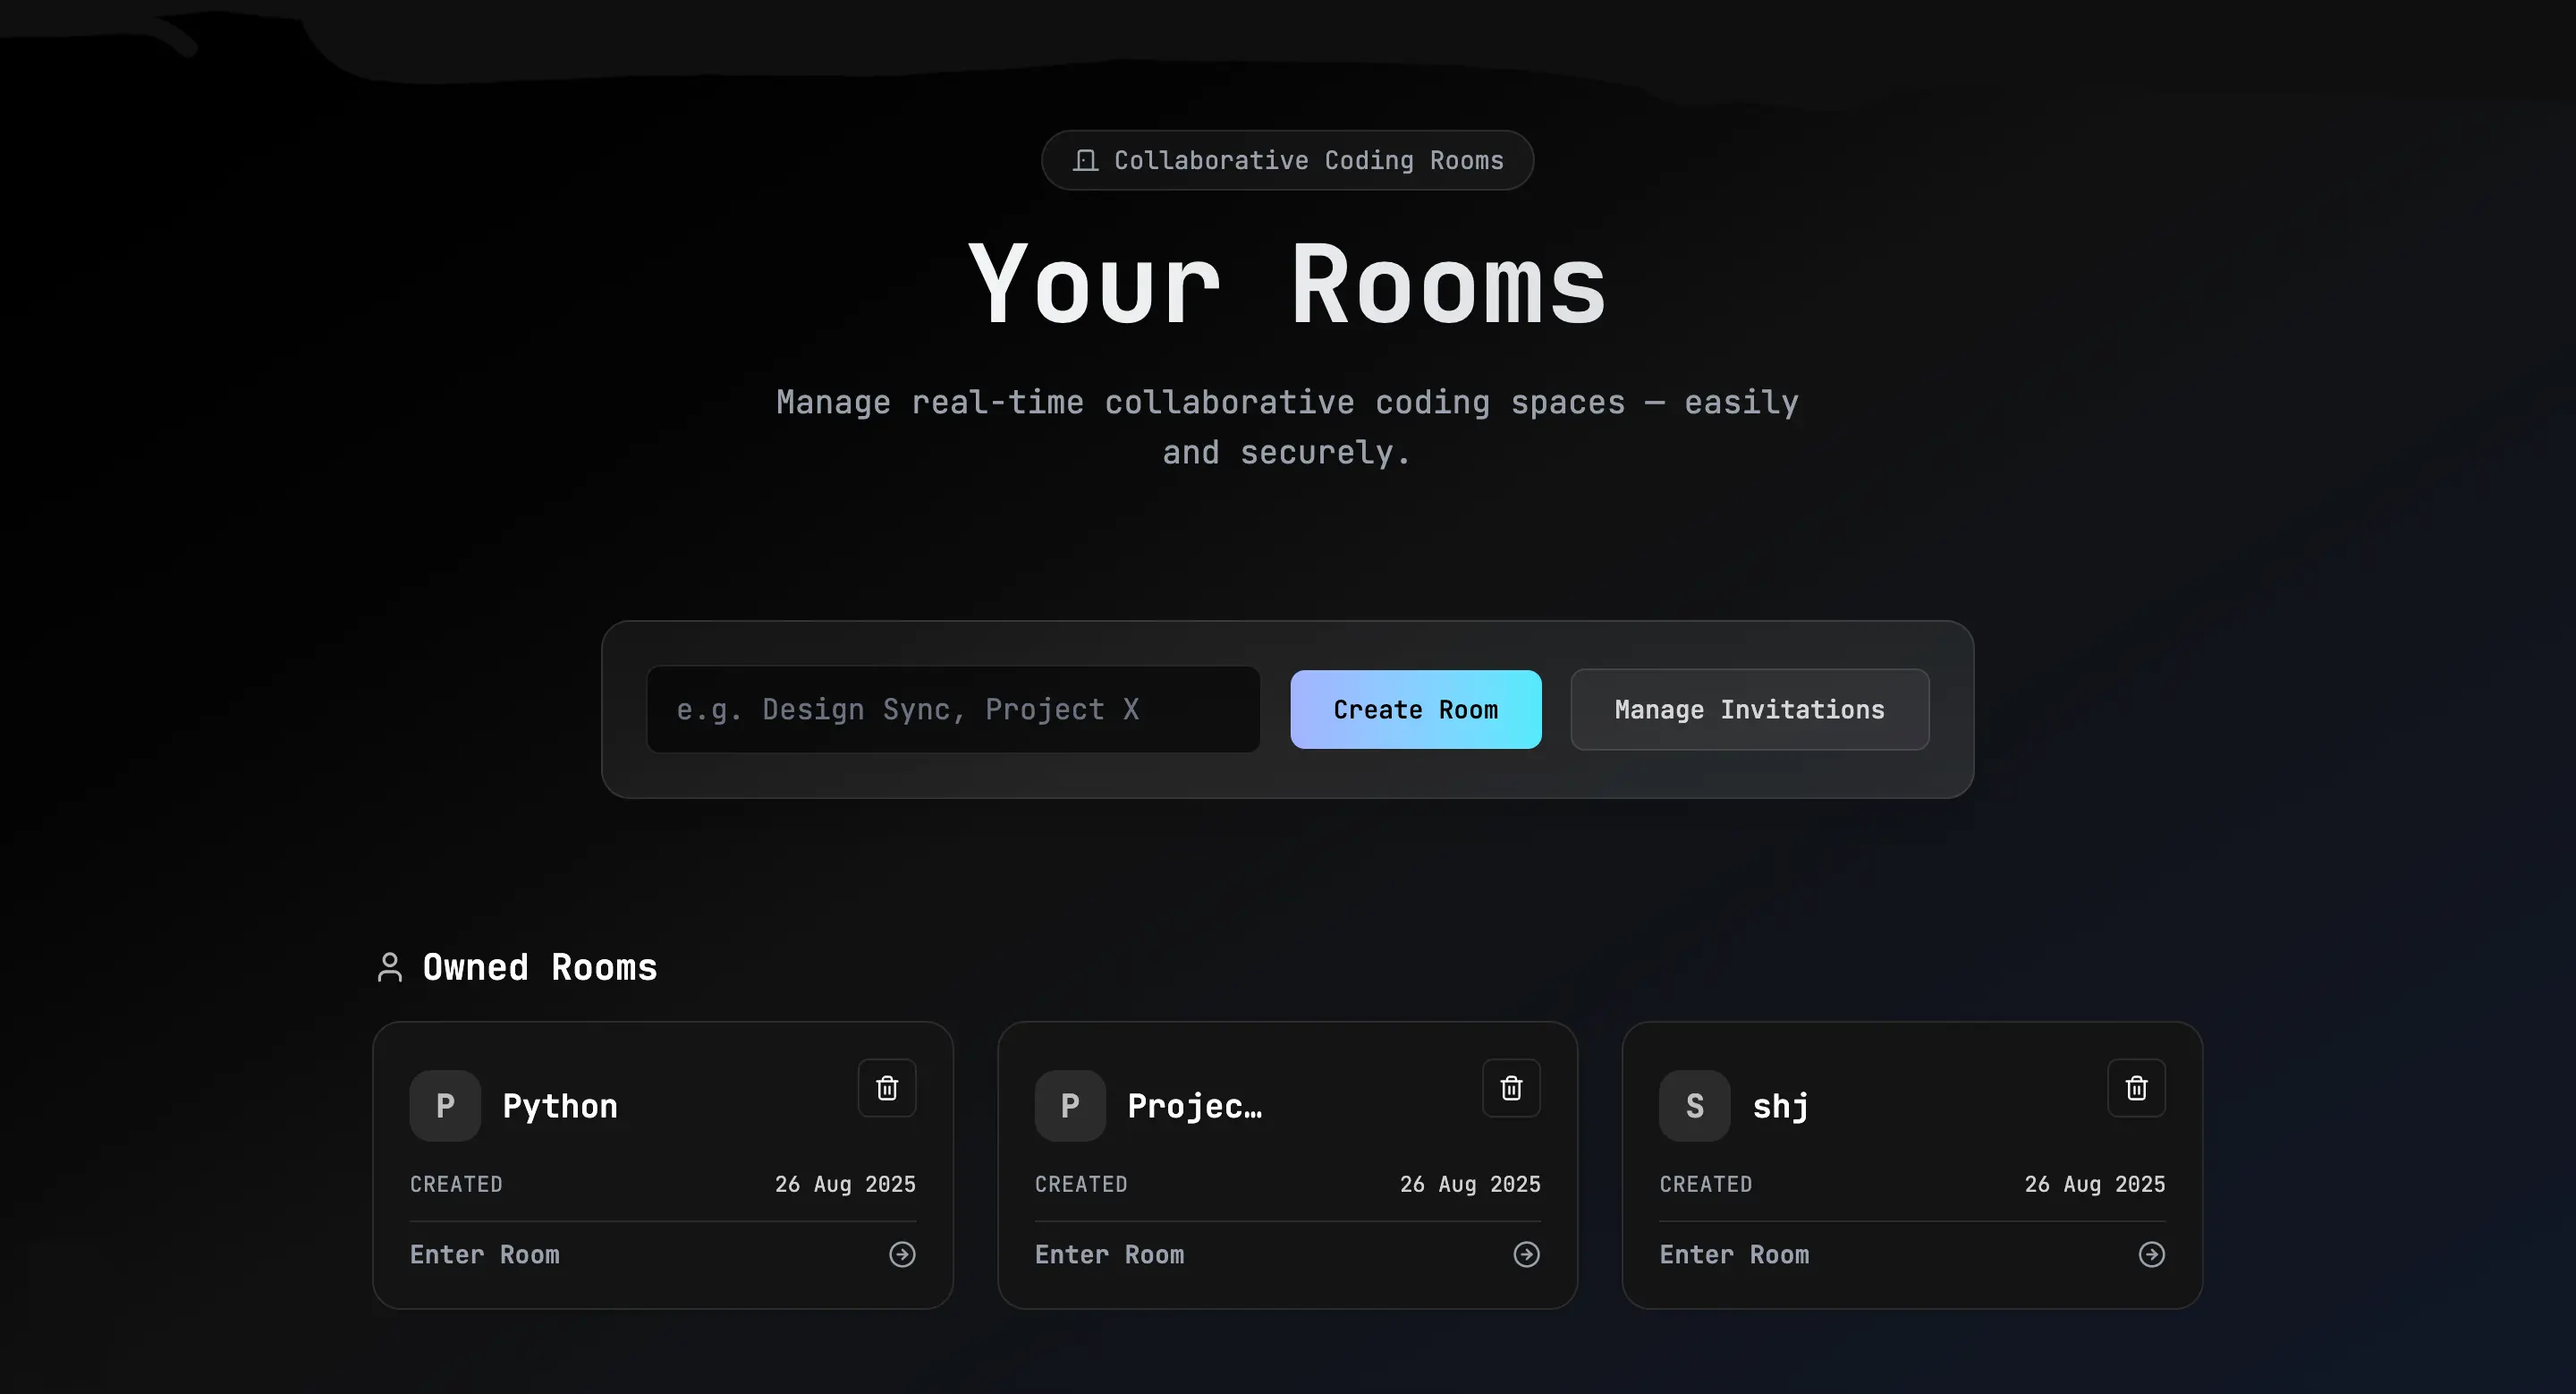 Collaborative Coding Rooms
Your Rooms
Manage real-time collaborative coding spaces — easily
and securely.
e.g. Design Sync, Project X
Create Room
Manage Invitations
Owned Rooms
P Python
CREATED 26 Aug 2025
Enter Room
P Projec…
CREATED 26 Aug 2025
Enter Room
S shj
CREATED 26 Aug 2025
Enter Room